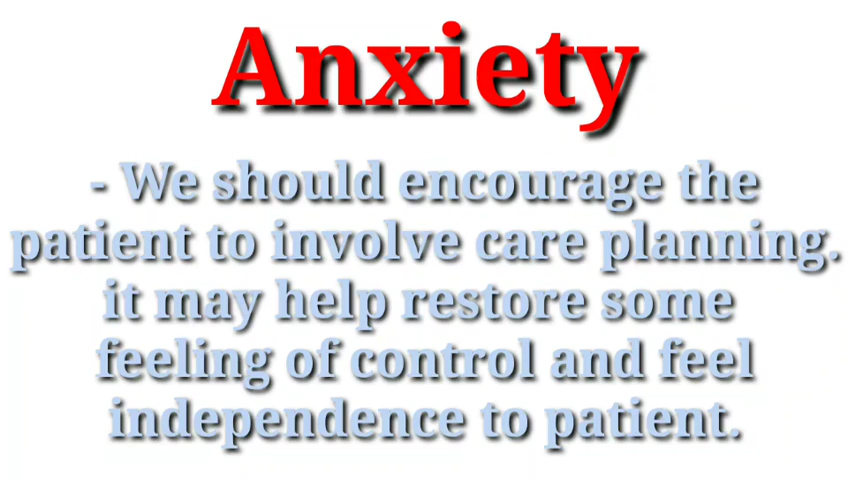 Anxiety
- We should encourage the
patient to involve care planning.
it may help restore some
feeling of control and feel
independence to patient.